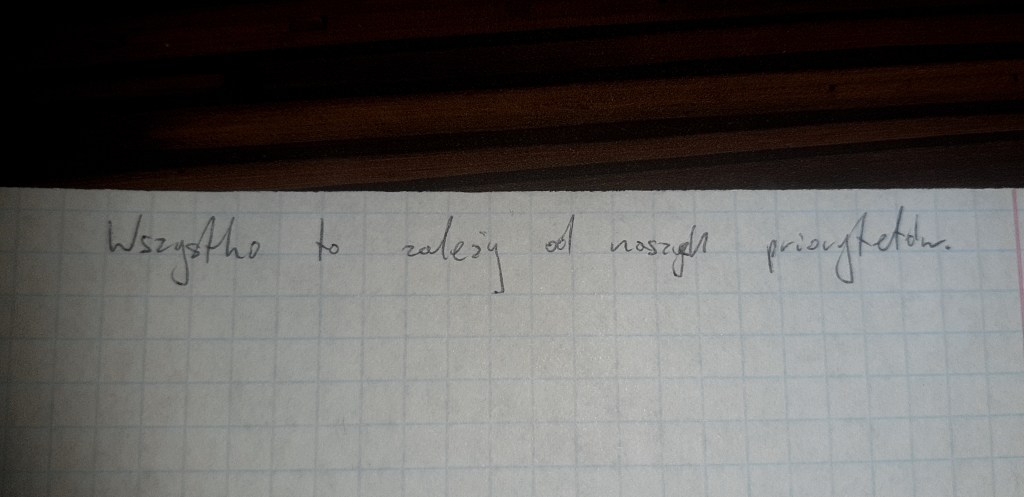 Wszystko to zależy od naszych priorytetów.